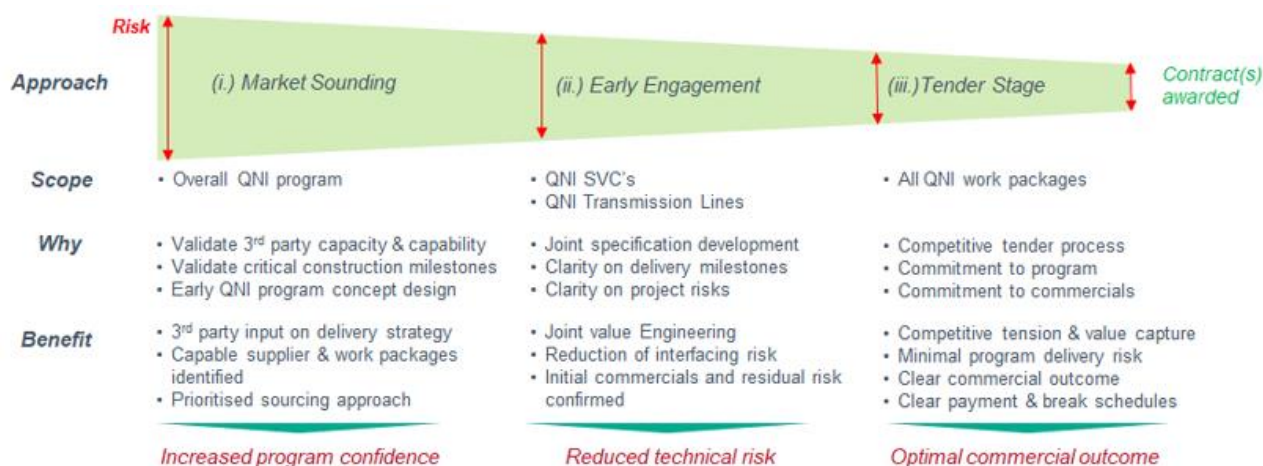 Risk
Approach
(i.) Market Sounding
(ii.) Early Engagement
(iii.)Tender Stage
Contract(s)
awarded
Scope
• Overall QNI program
• QNI SVC's
• QNI Transmission Lines
• All QNI work packages
Why
• Validate 3rd party capacity & capability
• Validate critical construction milestones
• Early QNI program concept design
• Joint specification development
• Clarity on delivery milestones
• Clarity on project risks
• Competitive tender process
• Commitment to program
• Commitment to commercials
Benefit
• 3rd party input on delivery strategy
• Capable supplier & work packages
identified
• Prioritised sourcing approach
• Joint value Engineering
• Reduction of interfacing risk
• Initial commercials and residual risk
confirmed
• Competitive tension & value capture
• Minimal program delivery risk
• Clear commercial outcome
• Clear payment & break schedules
Increased program confidence
Reduced technical risk
Optimal commercial outcome